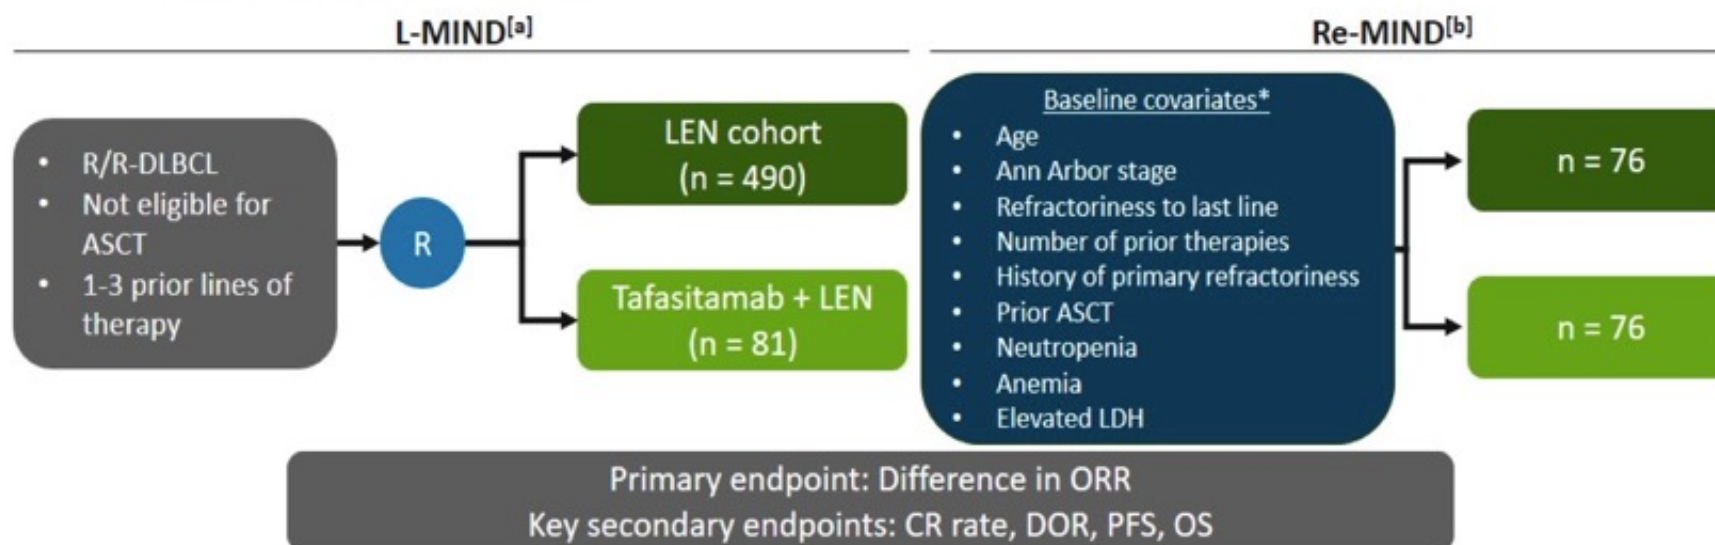 L-MIND[a]
Re-MIND[b]
• R/R-DLBCL
• Not eligible for
ASCT
• 1-3 prior lines of
therapy
R
LEN cohort
(n = 490)
Tafasitamab + LEN
(n = 81)
Baseline covariates*
• Age
• Ann Arbor stage
• Refractoriness to last line
• Number of prior therapies
• History of primary refractoriness
• Prior ASCT
• Neutropenia
• Anemia
• Elevated LDH
n = 76
n = 76
Primary endpoint: Difference in ORR
Key secondary endpoints: CR rate, DOR, PFS, OS